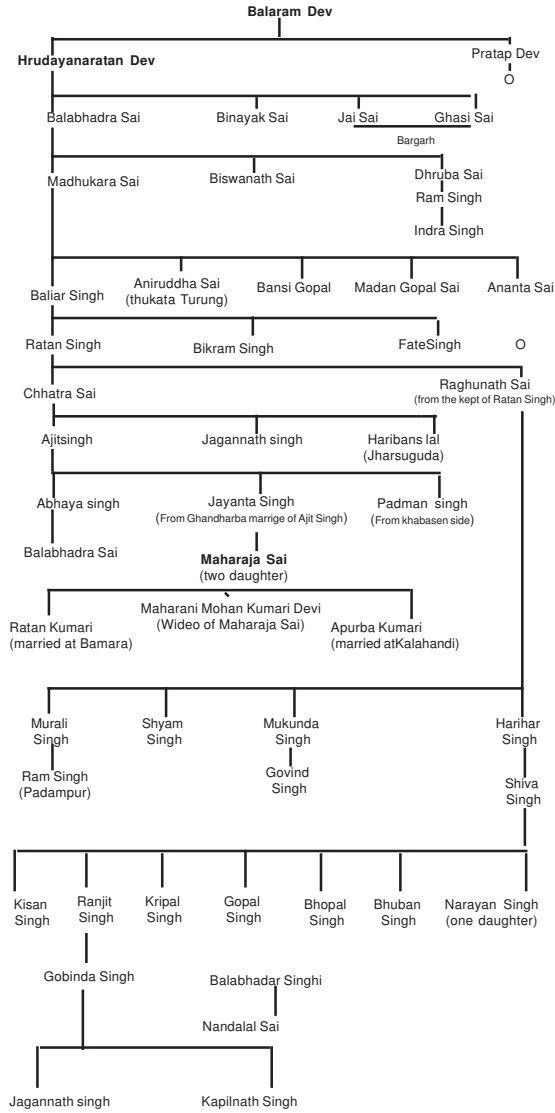 Balaram Dev
Hrudayanaratan Dev
Pratap Dev
O
Balabhadra Sai
Binayak Sai
Jai Sai
Ghasi Sai
Bargarh
Madhukara Sai
Biswanath Sai
Dhruba Sai
Ram Singh
Indra Singh
Baliar Singh
Aniruddha Sai
(thukata Turung)
Bansi Gopal
Madan Gopal Sai
Ananta Sai
Ratan Singh
Bikram Singh
FateSingh
O
Chhatra Sai
Raghunath Sai
(from the kept of Ratan Singh)
Ajitsingh
Jagannath singh
Haribans lal
(Jharsuguda)
Abhaya singh
Jayanta Singh
(From Ghandharba marrige of Ajit Singh)
Padman singh
(From khabasen side)
Balabhadra Sai
Maharaja Sai
(two daughter)
Ratan Kumari
(married at Bamara)
Maharani Mohan Kumari Devi
(Wideo of Maharaja Sai)
Apurba Kumari
(married atKalahandi)
Murali
Singh
Shyam
Singh
Mukunda
Singh
Harihar
Singh
Ram Singh
(Padampur)
Govind
Singh
Shiva
Singh
Kisan
Singh
Ranjit
Singh
Kripal
Singh
Gopal
Singh
Bhopal
Singh
Bhuban
Singh
Narayan Singh
(one daughter)
Gobinda Singh
Balabhadar Singhi
Nandalal Sai
Jagannath singh
Kapilnath Singh